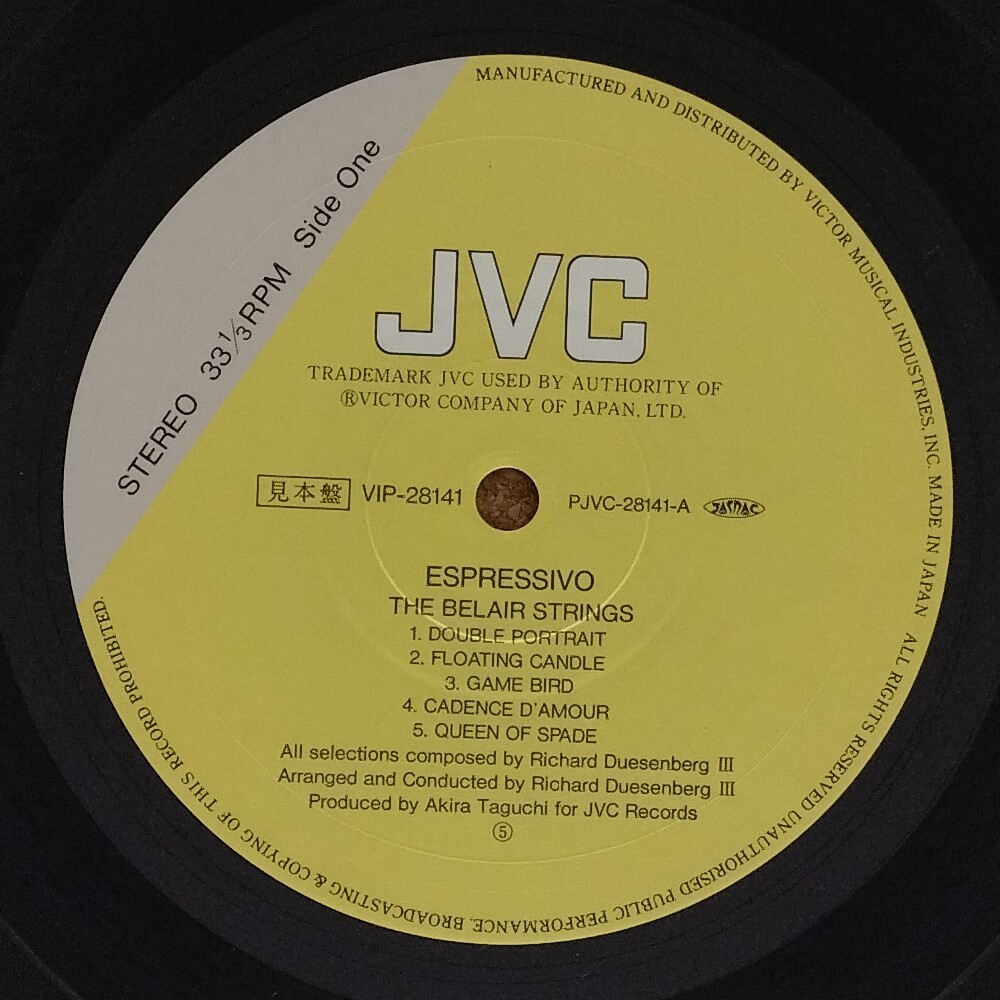 STEREO 33 1/3 RPM Side One
MANUFACTURED AND DISTRIBUTED BY VICTOR MUSICAL INDUSTRIES, INC. MADE IN JAPAN ALL RIGHTS RESERVED UNAUTHORISED PUBLIC PERFORMANCE. BROADCASTING & COPYING OF THIS RECORD PROHIBITED.
JVC
TRADEMARK JVC USED BY AUTHORITY OF
®VICTOR COMPANY OF JAPAN, LTD.
見本盤 VIP-28141 PJVC-28141-A JASRAC
ESPRESSIVO
THE BELAIR STRINGS
1. DOUBLE PORTRAIT
2. FLOATING CANDLE
3. GAME BIRD
4. CADENCE D'AMOUR
5. QUEEN OF SPADE
All selections composed by Richard Duesenberg III
Arranged and Conducted by Richard Duesenberg III
Produced by Akira Taguchi for JVC Records
⑤